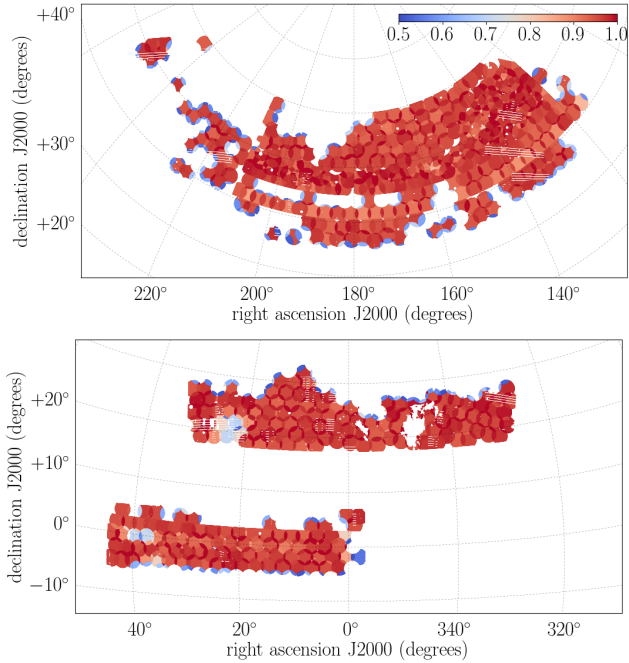 +40°
0.5 0.6 0.7 0.8 0.9 1.0
declination J2000 (degrees)
+30°
+20°
220° 200° 180° 160° 140°
right ascension J2000 (degrees)
declination J2000 (degrees)
+20°
+10°
0°
−10°
40° 20° 0° 340° 320°
right ascension J2000 (degrees)